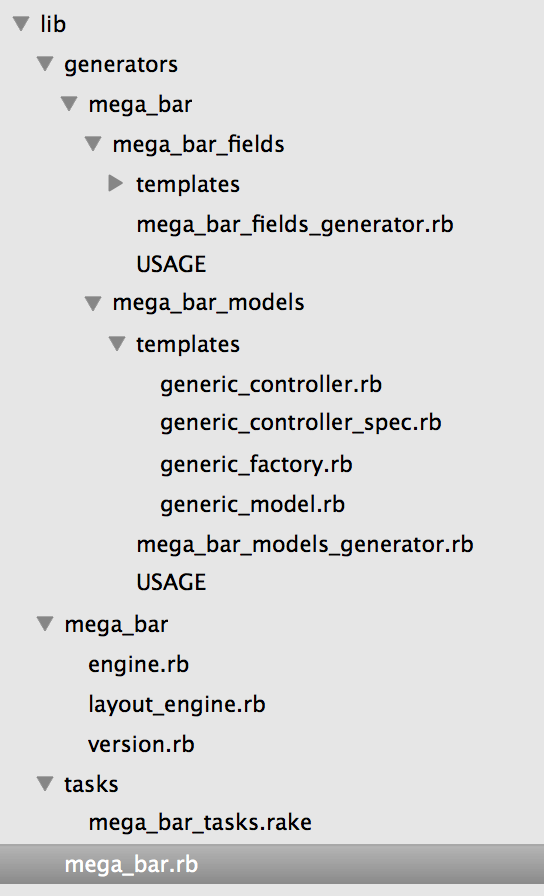 lib
generators
mega_bar
mega_bar_fields
templates
mega_bar_fields_generator.rb
USAGE
mega_bar_models
templates
generic_controller.rb
generic_controller_spec.rb
generic_factory.rb
generic_model.rb
mega_bar_models_generator.rb
USAGE
mega_bar
engine.rb
layout_engine.rb
version.rb
tasks
mega_bar_tasks.rake
mega_bar.rb